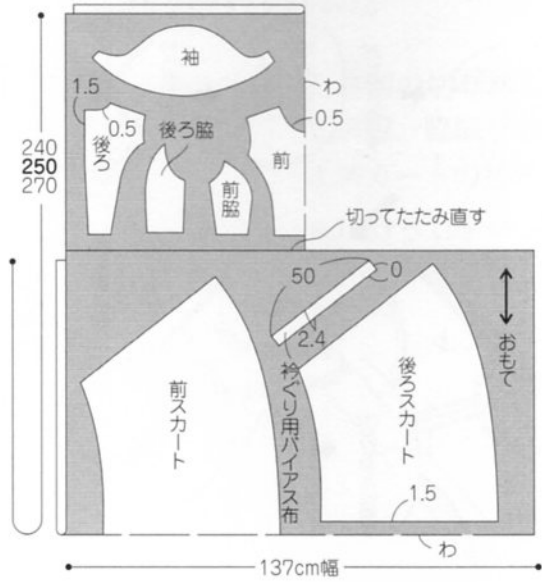 袖
1.5
わ
0.5
0.5
後ろ
後ろ脇
前
前脇
240
250
270
切ってたたみ直す
50
0
2.4
おもて
前スカート
衿ぐり用バイアス布
後ろスカート
1.5
わ
137cm幅